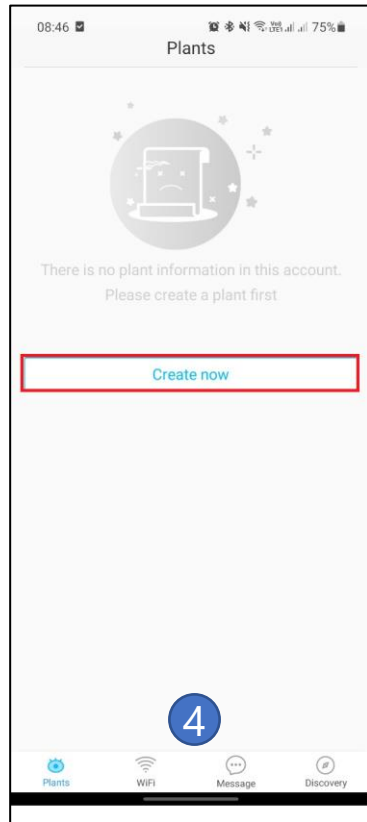 08:46 75%
Plants
There is no plant information in this account.
Please create a plant first
Create now
4
Plants WiFi Message Discovery